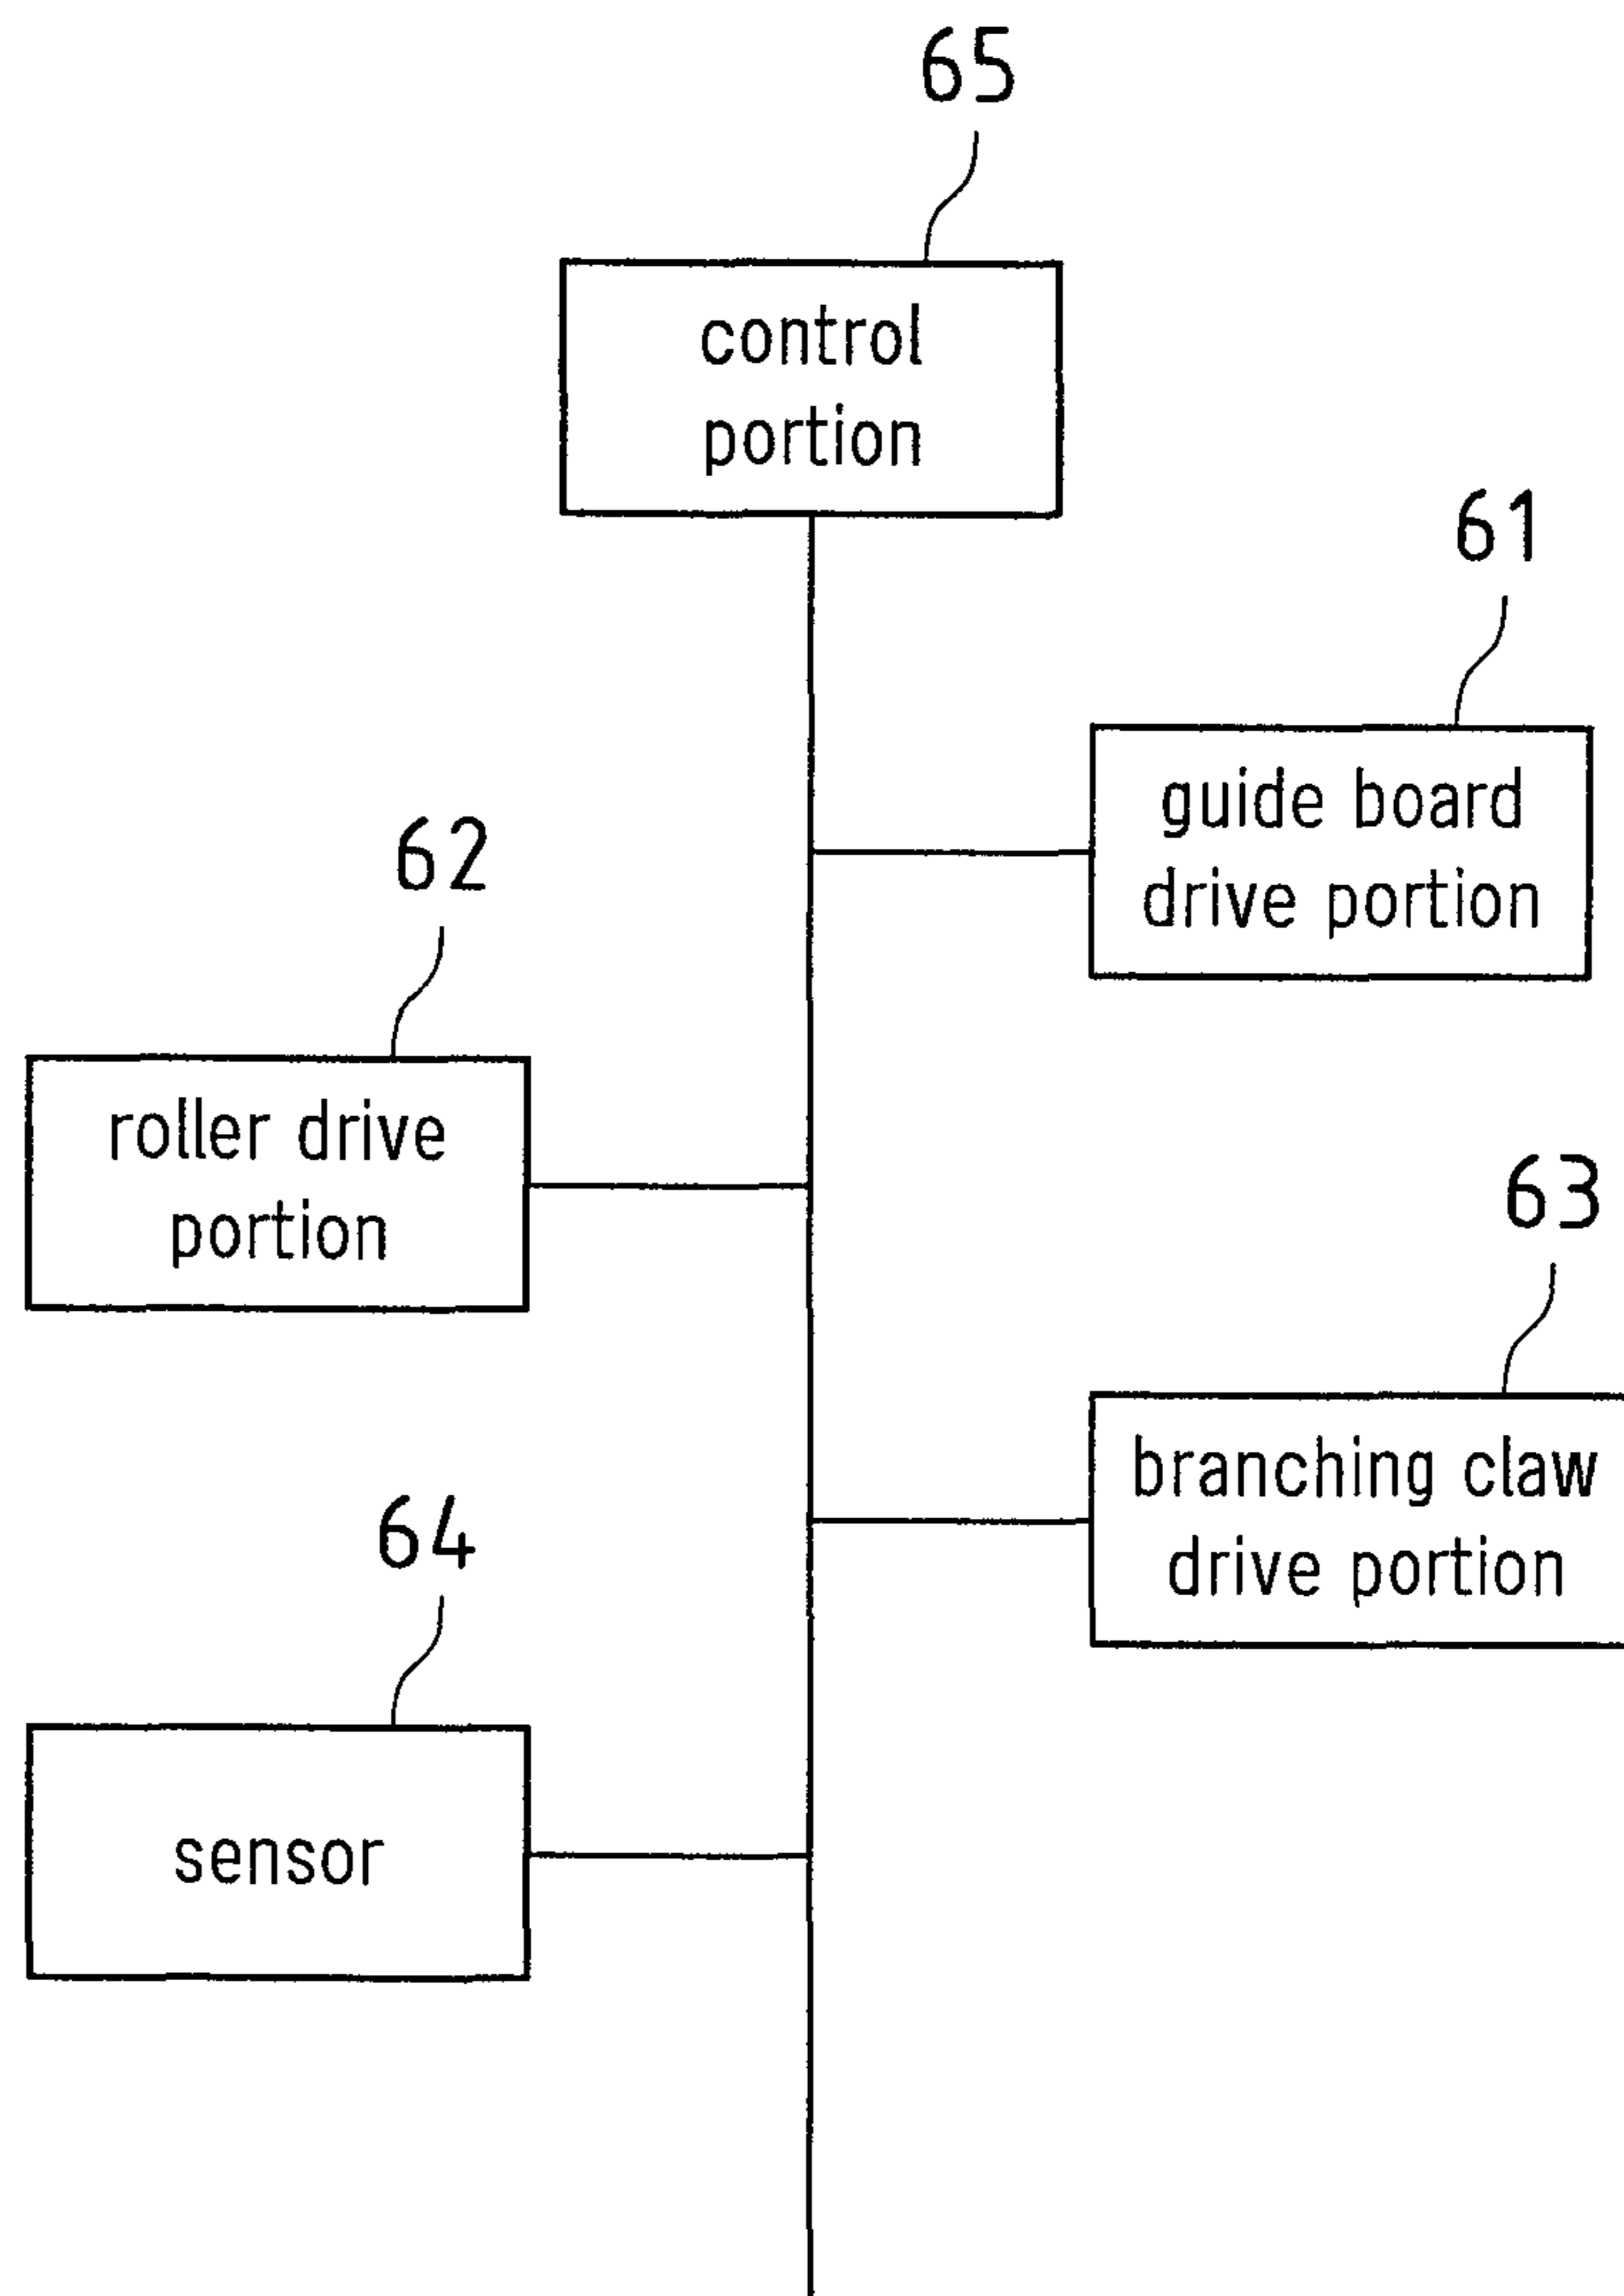 65
control
portion
61
guide board
drive portion
62
roller drive
portion
63
branching claw
drive portion
64
sensor